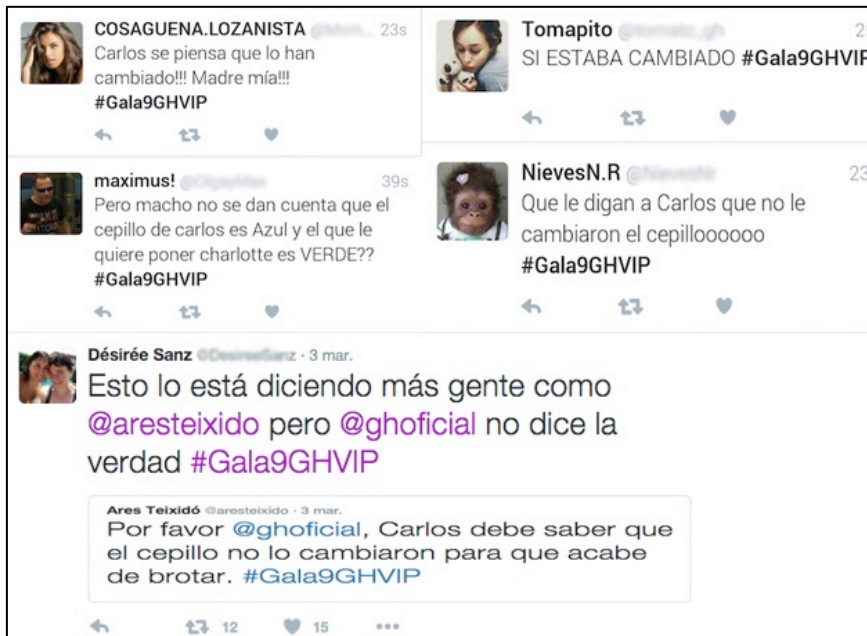 COSAGUENA.LOZANISTA 23s
Carlos se piensa que lo han
cambiado!!! Madre mía!!!
#Gala9GHVIP
Tomapito
SI ESTABA CAMBIADO #Gala9GHVIP
maximus! 39s
Pero macho no se dan cuenta que el
cepillo de carlos es Azul y el que le
quiere poner charlotte es VERDE??
#Gala9GHVIP
NievesN.R 23
Que le digan a Carlos que no le
cambiaron el cepilloooooo
#Gala9GHVIP
Désirée Sanz · 3 mar.
Esto lo está diciendo más gente como
@aresteixido pero @ghoficial no dice la
verdad #Gala9GHVIP
Ares Teixidó @aresteixido · 3 mar.
Por favor @ghoficial, Carlos debe saber que
el cepillo no lo cambiaron para que acabe
de brotar. #Gala9GHVIP
12 15